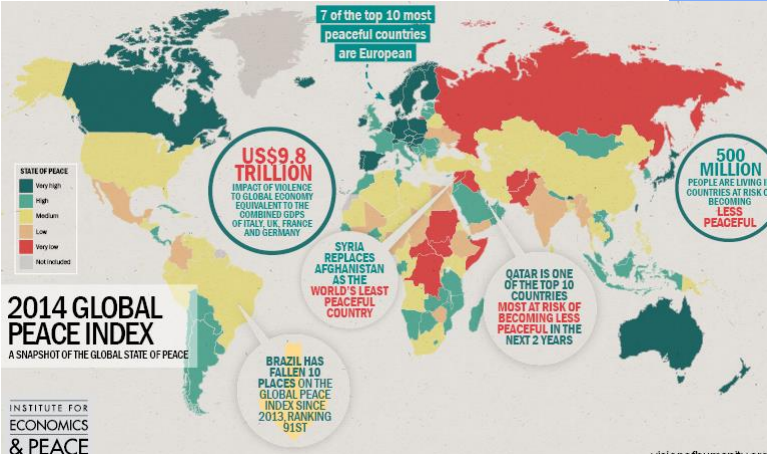 7 of the top 10 most
peaceful countries
are European
US$9.8
TRILLION
IMPACT OF VIOLENCE
TO GLOBAL ECONOMY
EQUIVALENT TO THE
COMBINED GDPS
OF ITALY, UK, FRANCE
AND GERMANY
500
MILLION
PEOPLE ARE LIVING I
COUNTRIES AT RISK O
BECOMING
LESS
PEACEFUL
STATE OF PEACE
Very high
High
Medium
Low
Very low
Not included
SYRIA
REPLACES
AFGHANISTAN
AS THE
WORLD'S LEAST
PEACEFUL
COUNTRY
QATAR IS ONE
OF THE TOP 10
COUNTRIES
MOST AT RISK OF
BECOMING LESS
PEACEFUL IN THE
NEXT 2 YEARS
2014 GLOBAL
PEACE INDEX
A SNAPSHOT OF THE GLOBAL STATE OF PEACE
BRAZIL HAS
FALLEN 10
PLACES ON THE
GLOBAL PEACE
INDEX SINCE
2013, RANKING
91ST
INSTITUTE FOR
ECONOMICS
& PEACE